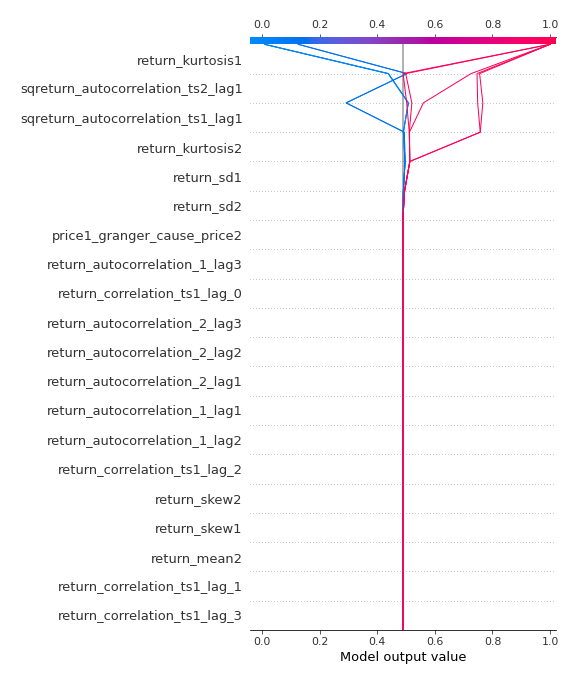 0.0 0.2 0.4 0.6 0.8 1.0
return_kurtosis1
sqreturn_autocorrelation_ts2_lag1
sqreturn_autocorrelation_ts1_lag1
return_kurtosis2
return_sd1
return_sd2
price1_granger_cause_price2
return_autocorrelation_1_lag3
return_correlation_ts1_lag_0
return_autocorrelation_2_lag3
return_autocorrelation_2_lag2
return_autocorrelation_2_lag1
return_autocorrelation_1_lag1
return_autocorrelation_1_lag2
return_correlation_ts1_lag_2
return_skew2
return_skew1
return_mean2
return_correlation_ts1_lag_1
return_correlation_ts1_lag_3
0.0 0.2 0.4 0.6 0.8 1.0
Model output value